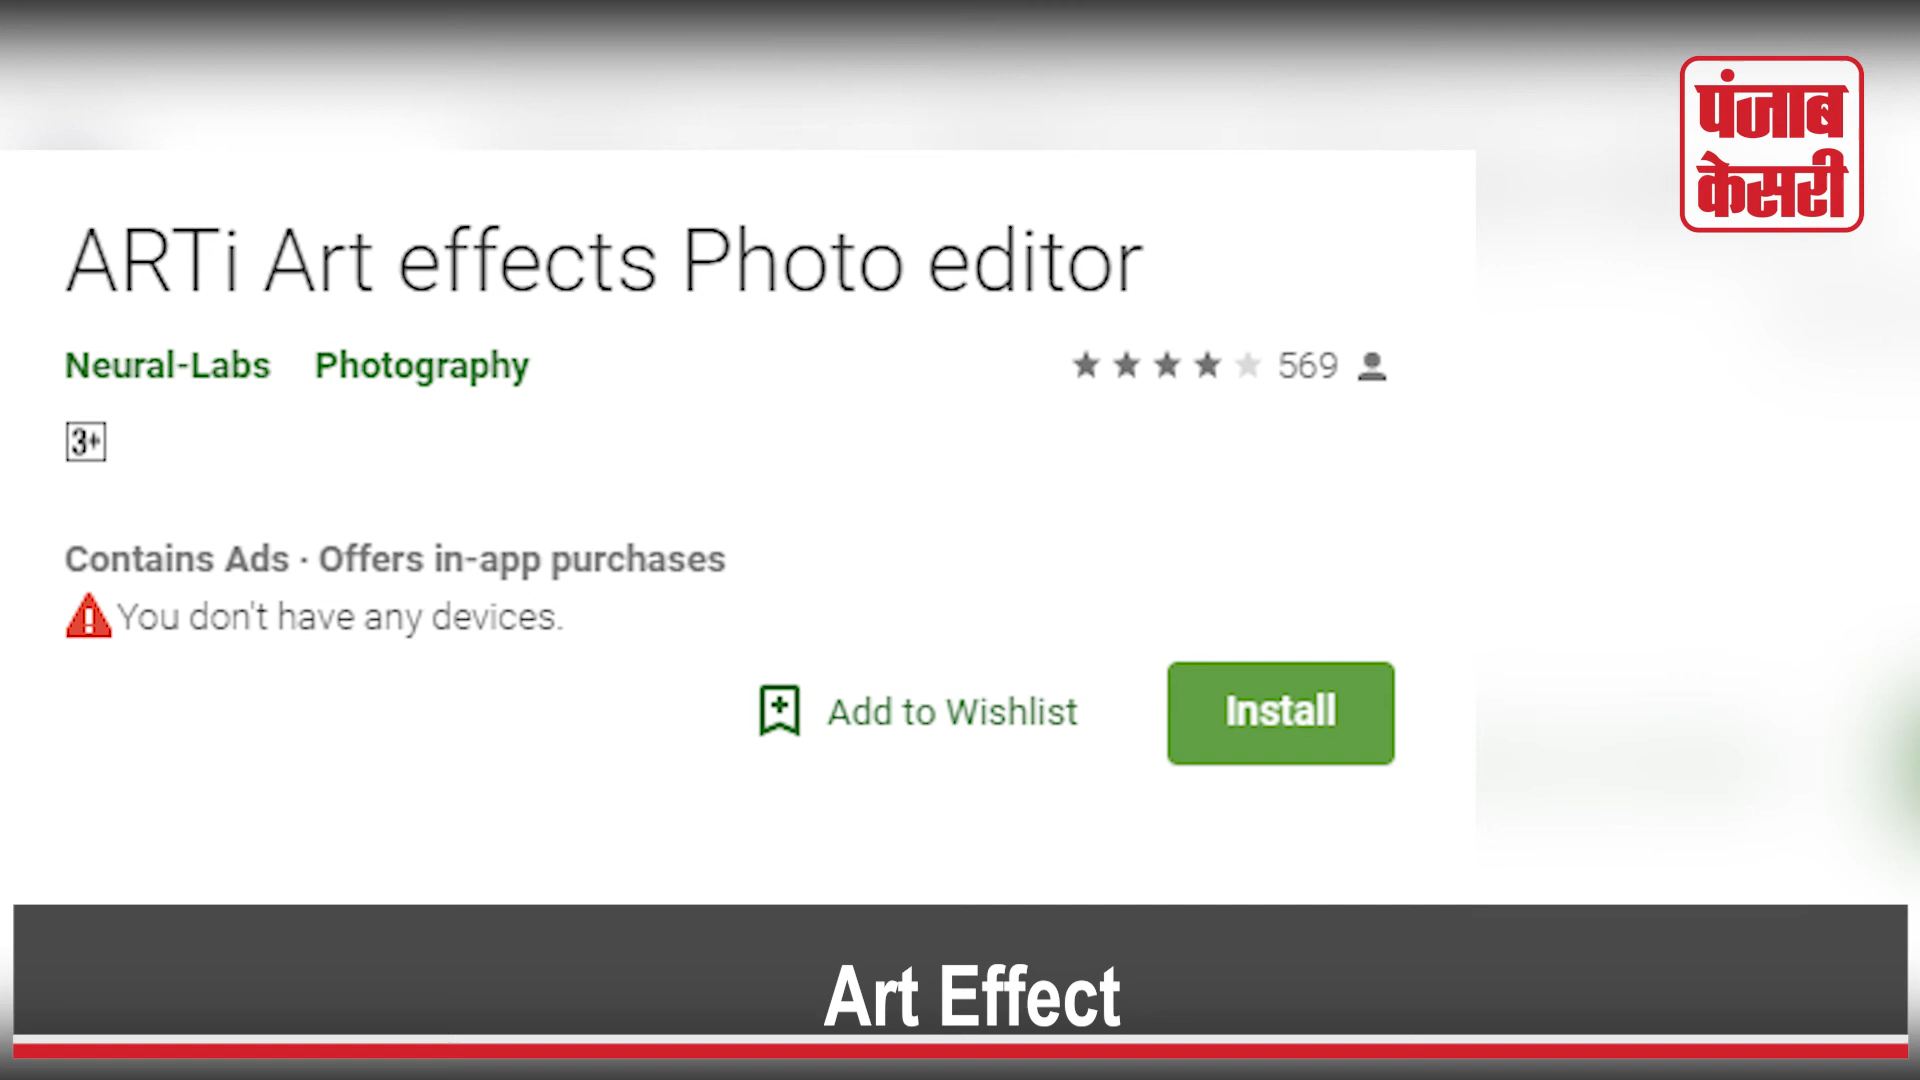 पंजाब
केसरी
ARTi Art effects Photo editor
Neural-Labs Photography 569
3+
Contains Ads · Offers in-app purchases
You don't have any devices.
Add to Wishlist Install
Art Effect